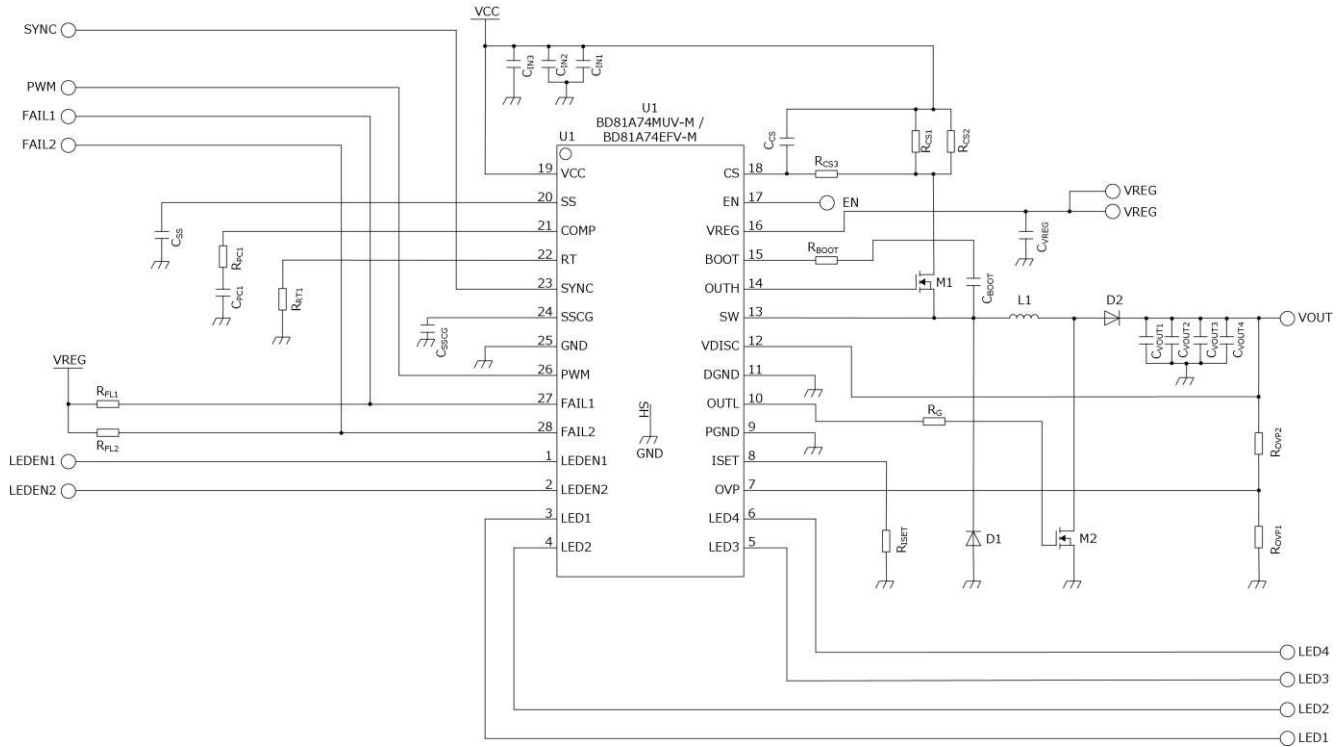 VCC
SYNC
CIN3
CIN2
CIN1
PWM
FAIL1
FAIL2
U1
BD81A74MUV-M /
BD81A74EFV-M
U1
CCS
RCS1
RCS2
RCS3
19 VCC
CS 18
20 SS
EN 17
EN
VREG
VREG
21 COMP
VREG 16
CSS
RPC1
CVREG
22 RT
BOOT 15
RBOOT
CBOOT
23 SYNC
OUTH 14
M1
CPC1
RRT1
24 SSCG
SW 13
L1
D2
VOUT
CSSCG
CVOUT1
CVOUT2
CVOUT3
CVOUT4
25 GND
VDISC 12
VREG
26 PWM
DGND 11
RFL1
27 FAIL1
OUTL 10
RG
SH
GND
28 FAIL2
PGND 9
RFL2
ROVP2
LEDEN1
1 LEDEN1
ISET 8
LEDEN2
2 LEDEN2
OVP 7
3 LED1
LED4 6
RISET
D1
M2
ROVP1
4 LED2
LED3 5
LED4
LED3
LED2
LED1